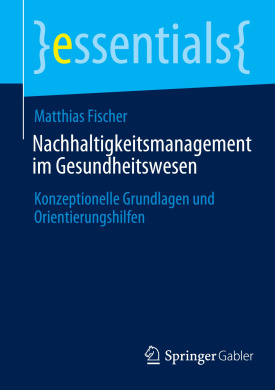 }essentials{
Matthias Fischer
Nachhaltigkeitsmanagement
im Gesundheitswesen
Konzeptionelle Grundlagen und
Orientierungshilfen
Springer Gabler